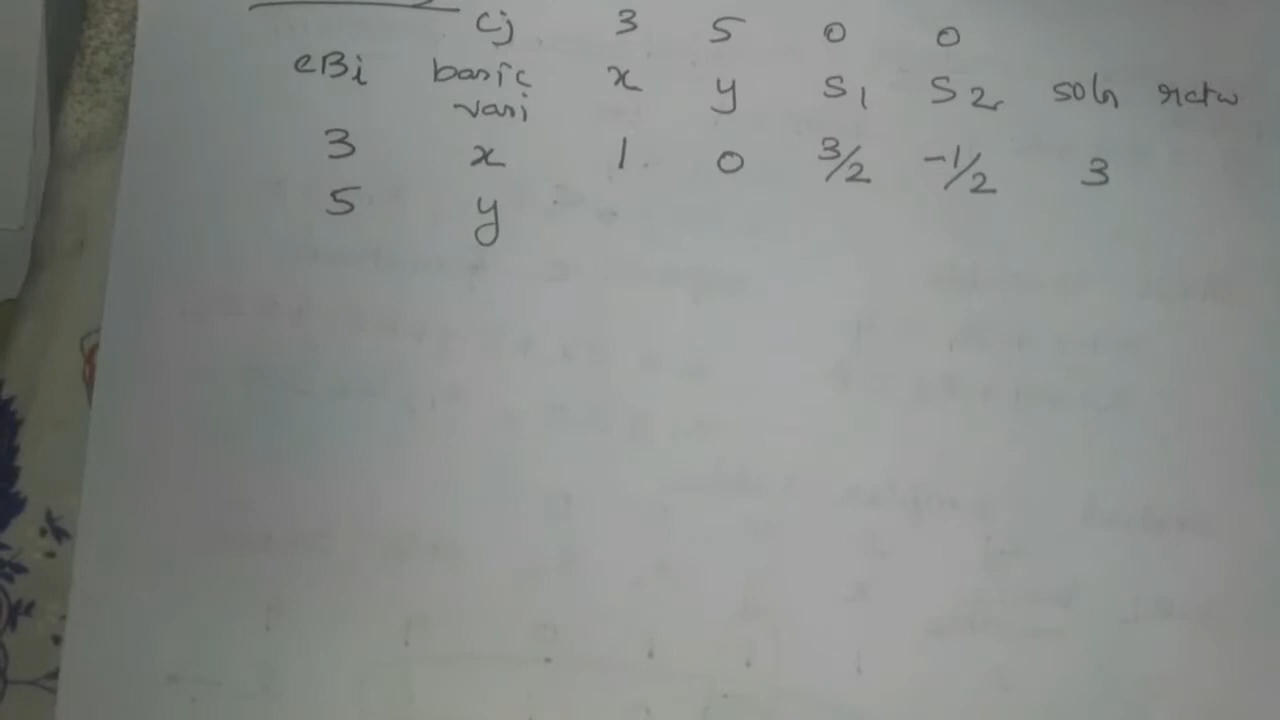 Cj 3 5 0 0
CBi basic vari x y S1 S2 soln ratio
3 x 1 0 3/2 -1/2 3
5 y